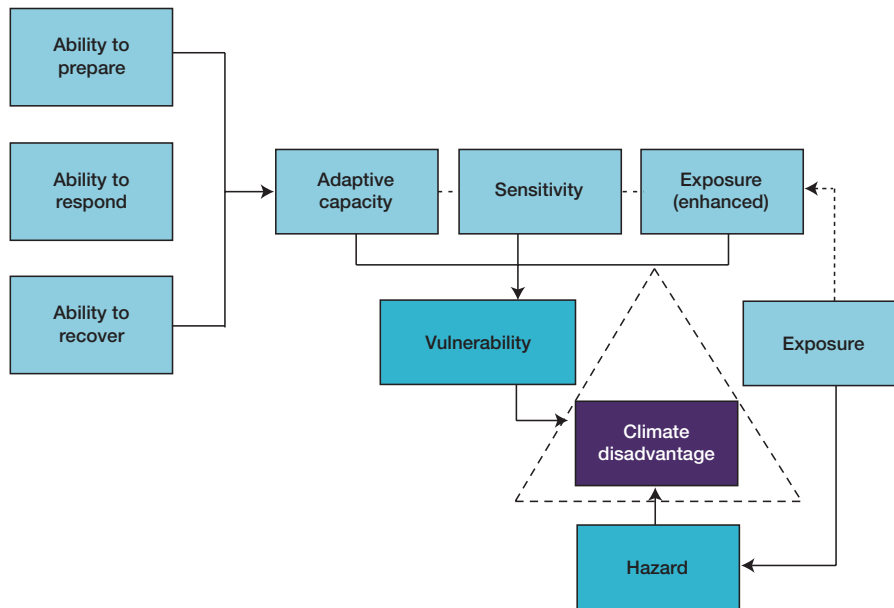 Ability to
prepare
Ability to
respond
Ability to
recover
Adaptive
capacity
Sensitivity
Exposure
(enhanced)
Vulnerability
Exposure
Climate
disadvantage
Hazard